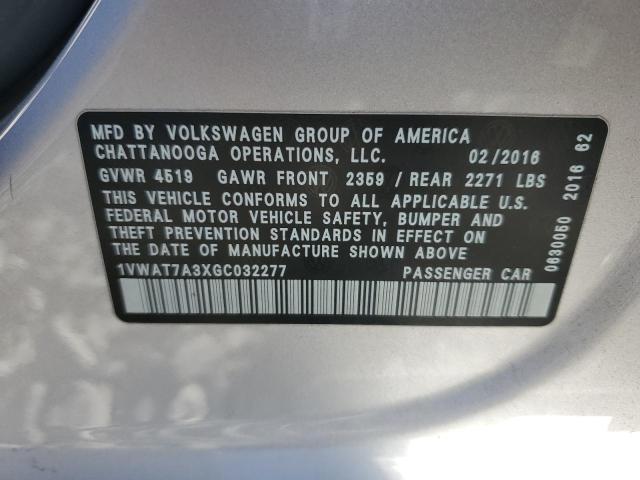 MFD BY VOLKSWAGEN GROUP OF AMERICA
CHATTANOOGA OPERATIONS, LLC. 02/2016
GVWR 4519 GAWR FRONT 2359 / REAR 2271 LBS
THIS VEHICLE CONFORMS TO ALL APPLICABLE U.S.
FEDERAL MOTOR VEHICLE SAFETY, BUMPER AND
THEFT PREVENTION STANDARDS IN EFFECT ON
THE DATE OF MANUFACTURE SHOWN ABOVE.
1VWAT7A3XGC032277 PASSENGER CAR
0630050 2016 62